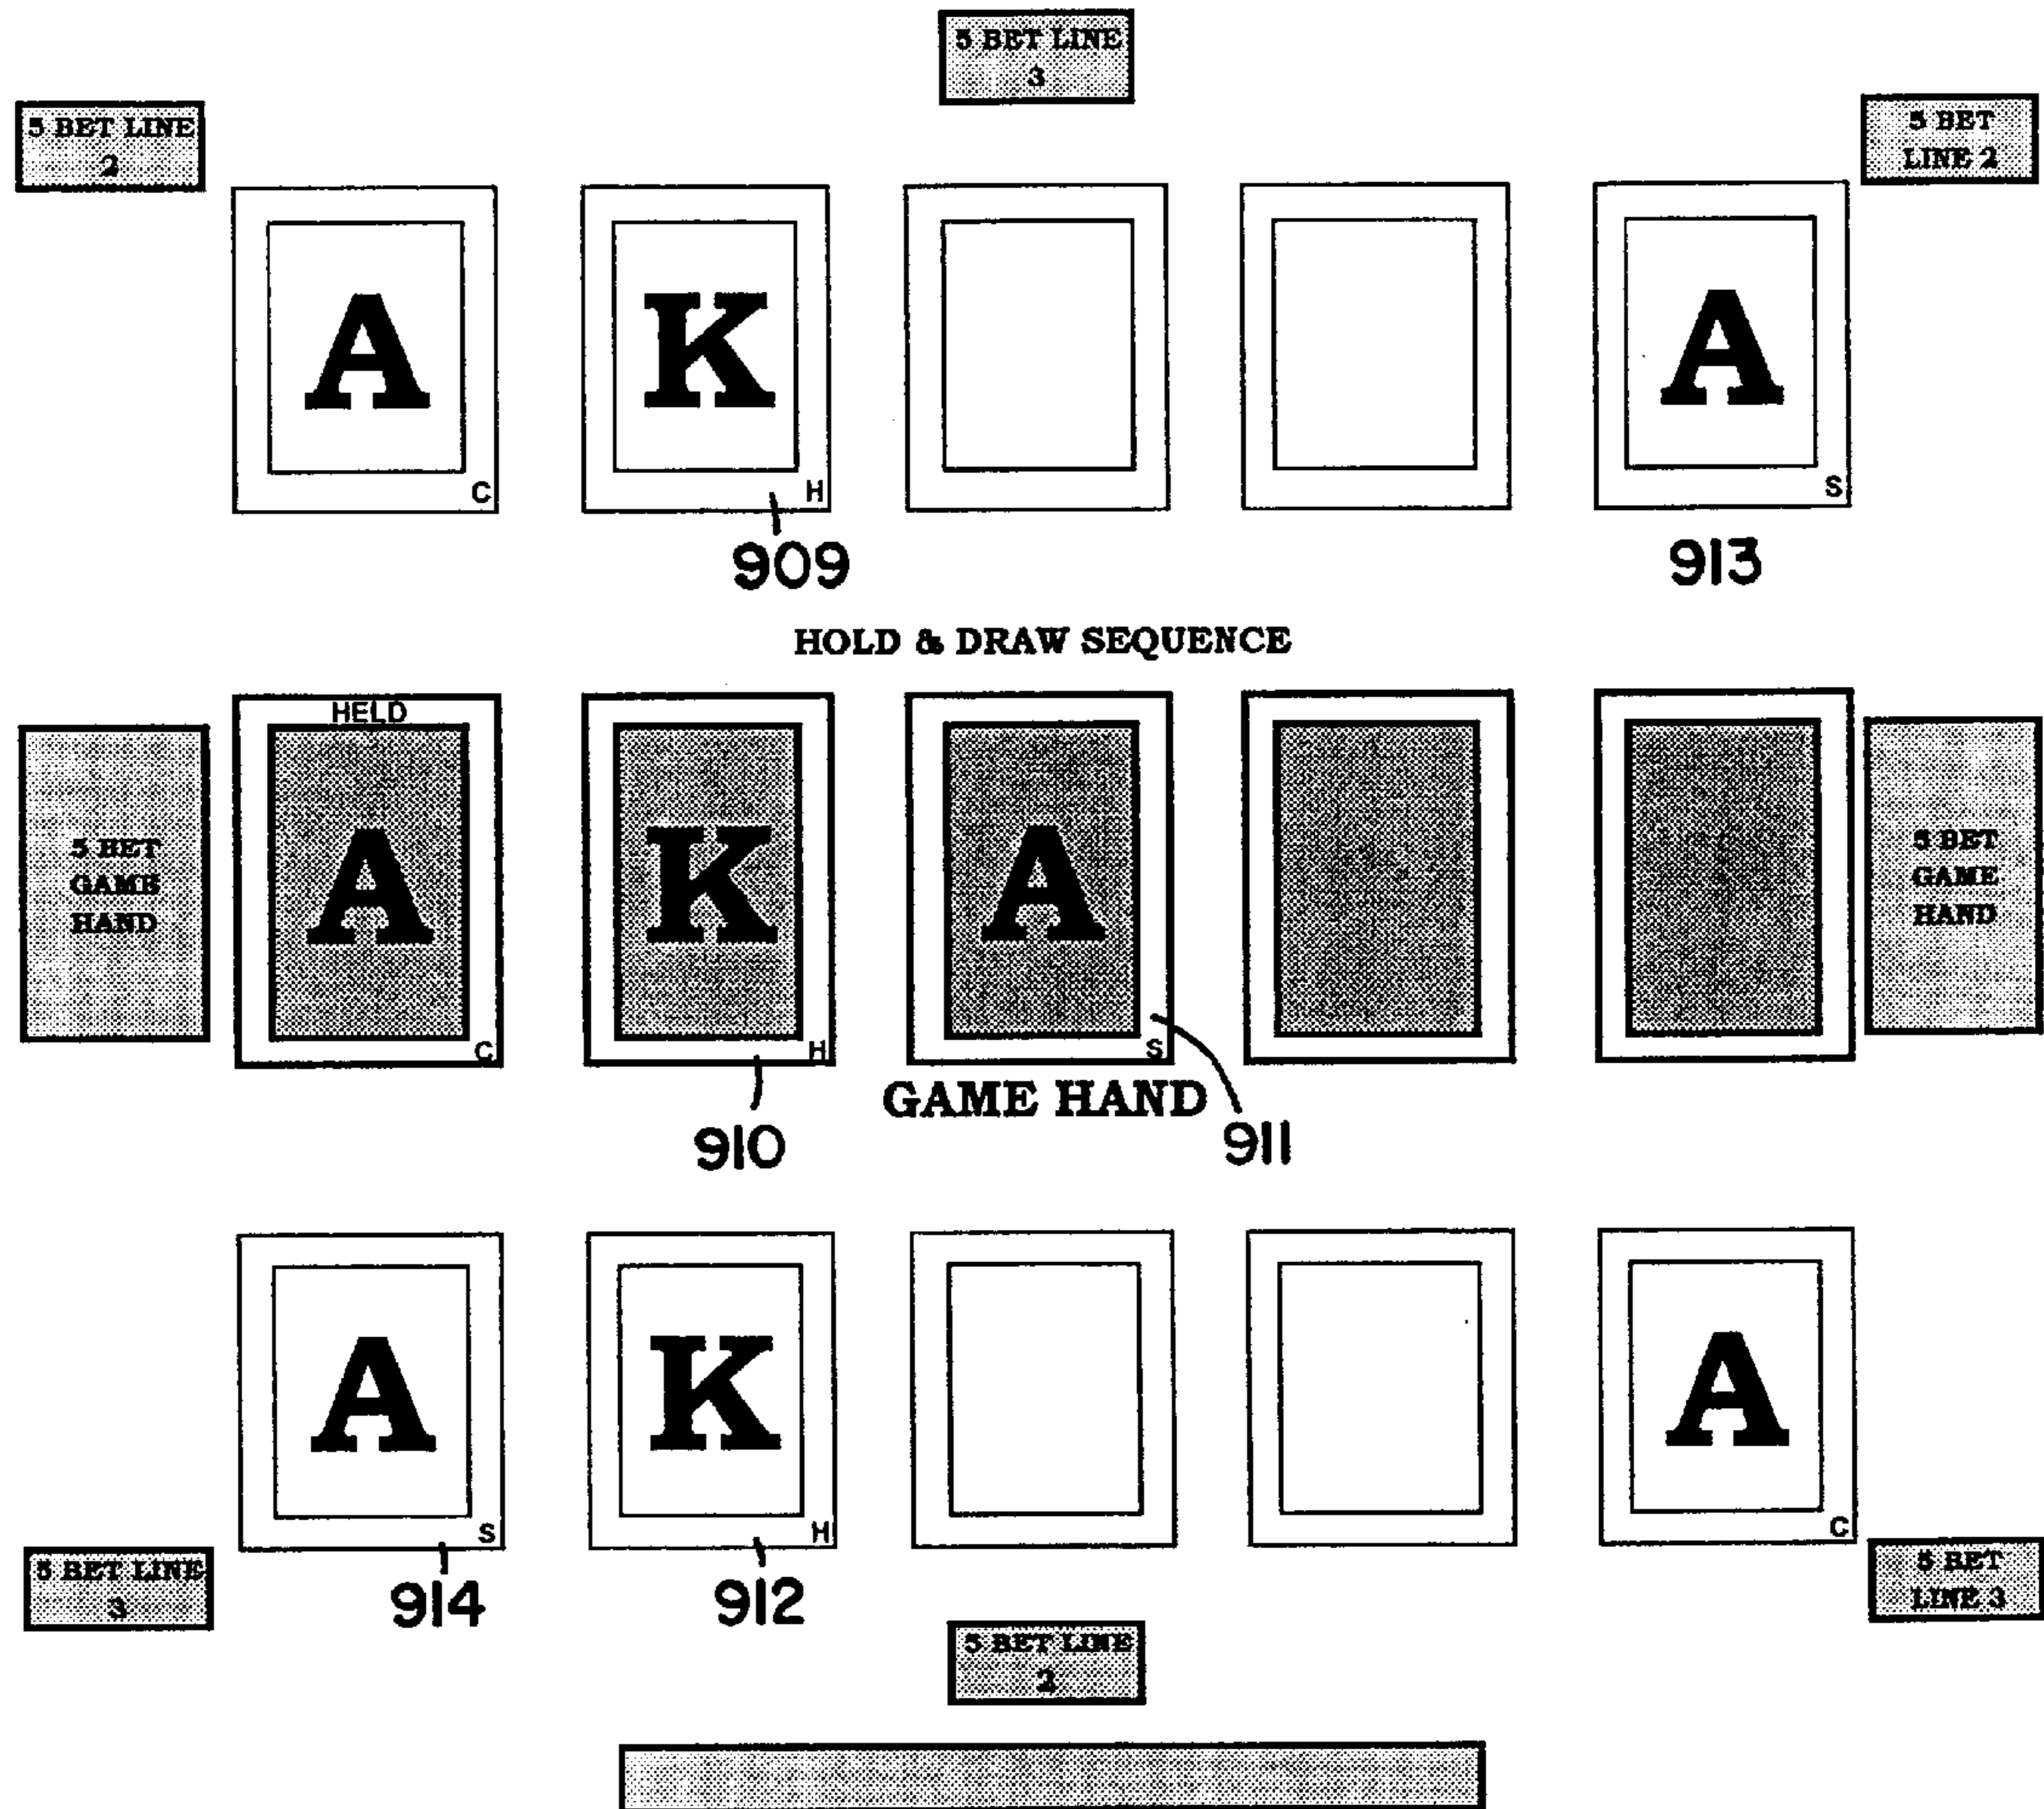 5 BET LINE
3
5 BET LINE
2
5 BET
LINE 2
A
C
K
H
A
S
909
913
HOLD & DRAW SEQUENCE
5 BET
GAME
HAND
HELD
A
C
K
H
A
S
5 BET
GAME
HAND
GAME HAND
910
911
A
S
K
H
A
C
5 BET LINE
3
914
912
5 BET
LINE 3
5 BET LINE
2